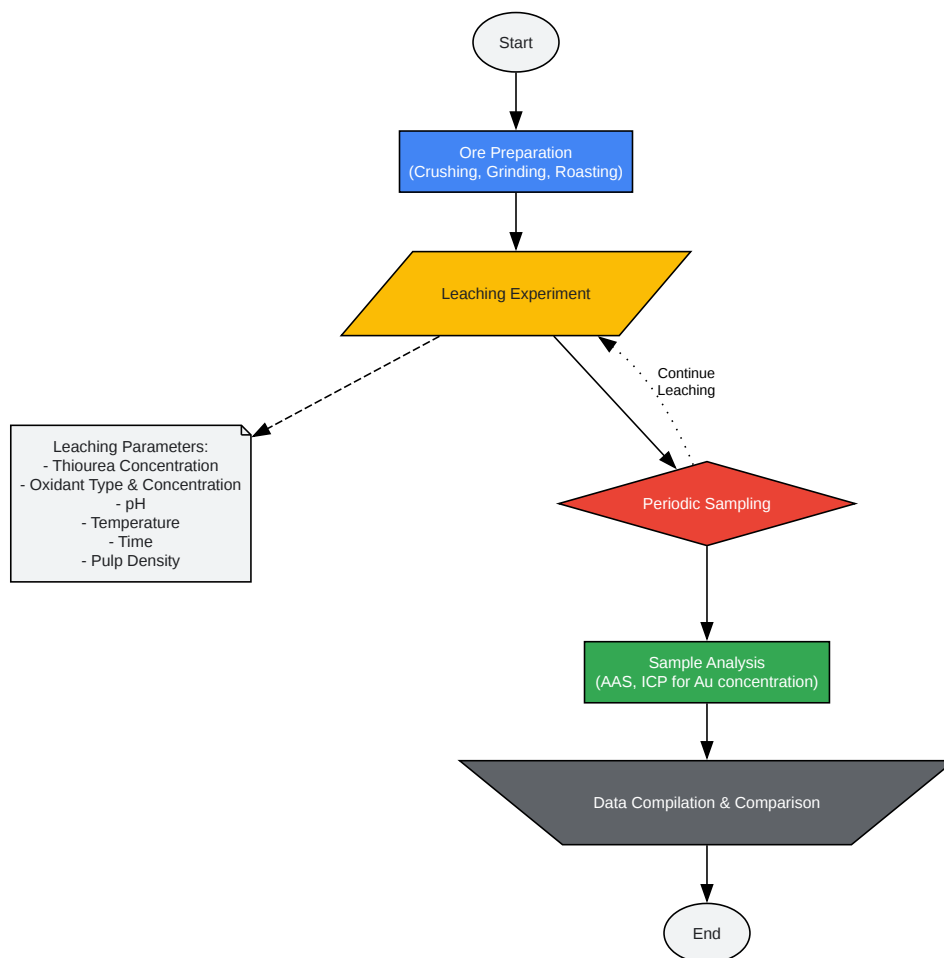 Start
Ore Preparation
(Crushing, Grinding, Roasting)
Leaching Experiment
Continue
Leaching
Leaching Parameters:
- Thiourea Concentration
- Oxidant Type & Concentration
- pH
- Temperature
- Time
- Pulp Density
Periodic Sampling
Sample Analysis
(AAS, ICP for Au concentration)
Data Compilation & Comparison
End